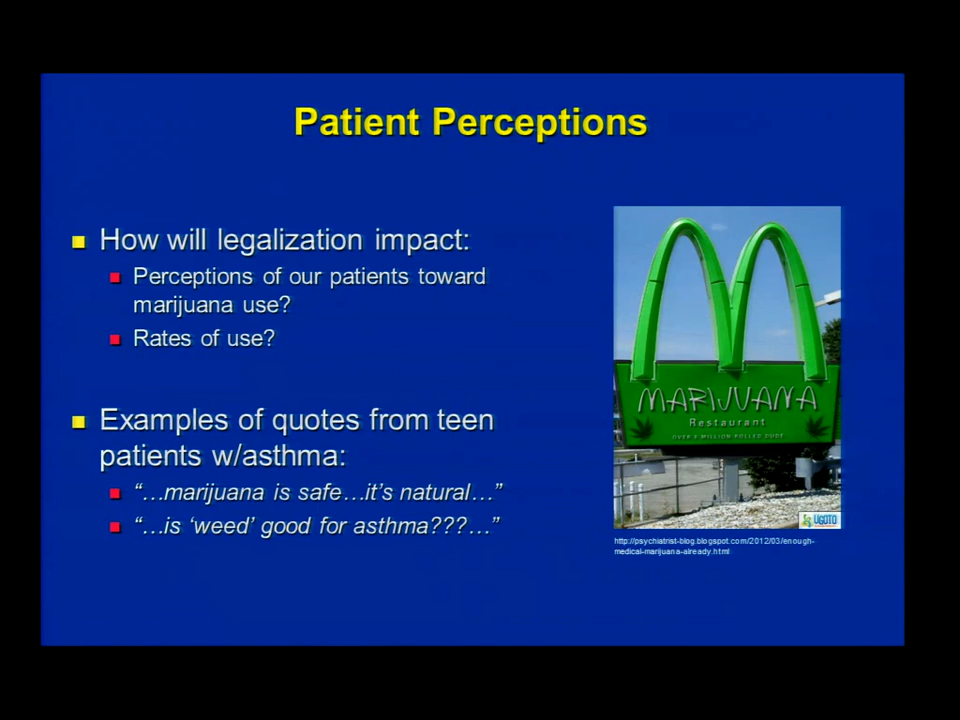 Patient Perceptions
How will legalization impact:
Perceptions of our patients toward
marijuana use?
Rates of use?
Examples of quotes from teen
patients w/asthma:
“…marijuana is safe…it’s natural…”
“…is ‘weed’ good for asthma???…”
MARIJUANA
Restaurant
OVER 8 MILLION ROLLED DUDE
UGOTO
http://psychiatrist-blog.blogspot.com/2012/03/enough-
medical-marijuana-already.html